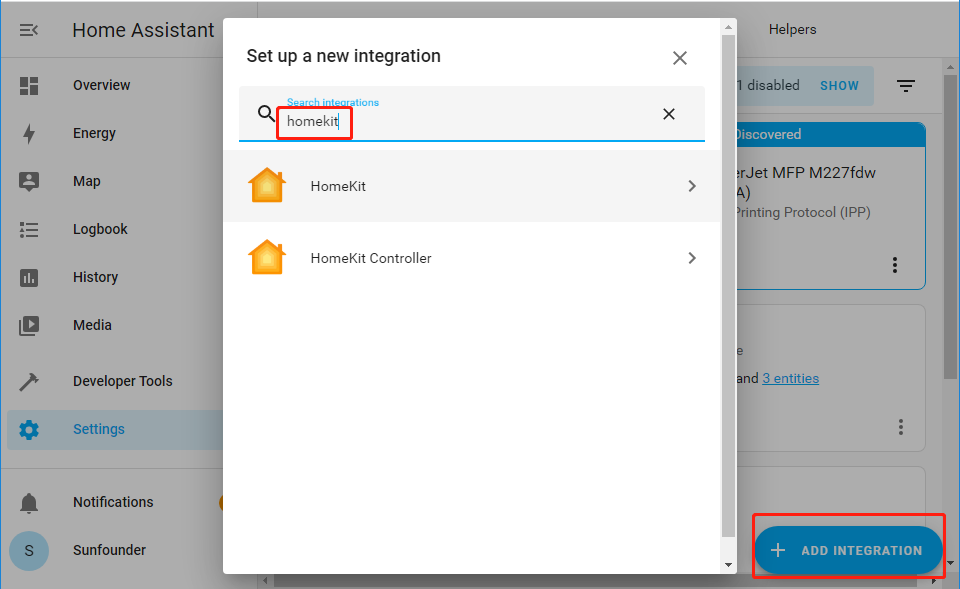 Home Assistant
Overview
Energy
Map
Logbook
History
Media
Developer Tools
Settings
Notifications
S
Sunfounder
Set up a new integration
Search integrations
homekit
HomeKit
HomeKit Controller
Helpers
1 disabled SHOW
Discovered
erJet MFP M227fdw
A)
Printing Protocol (IPP)
e
and 3 entities
ADD INTEGRATION